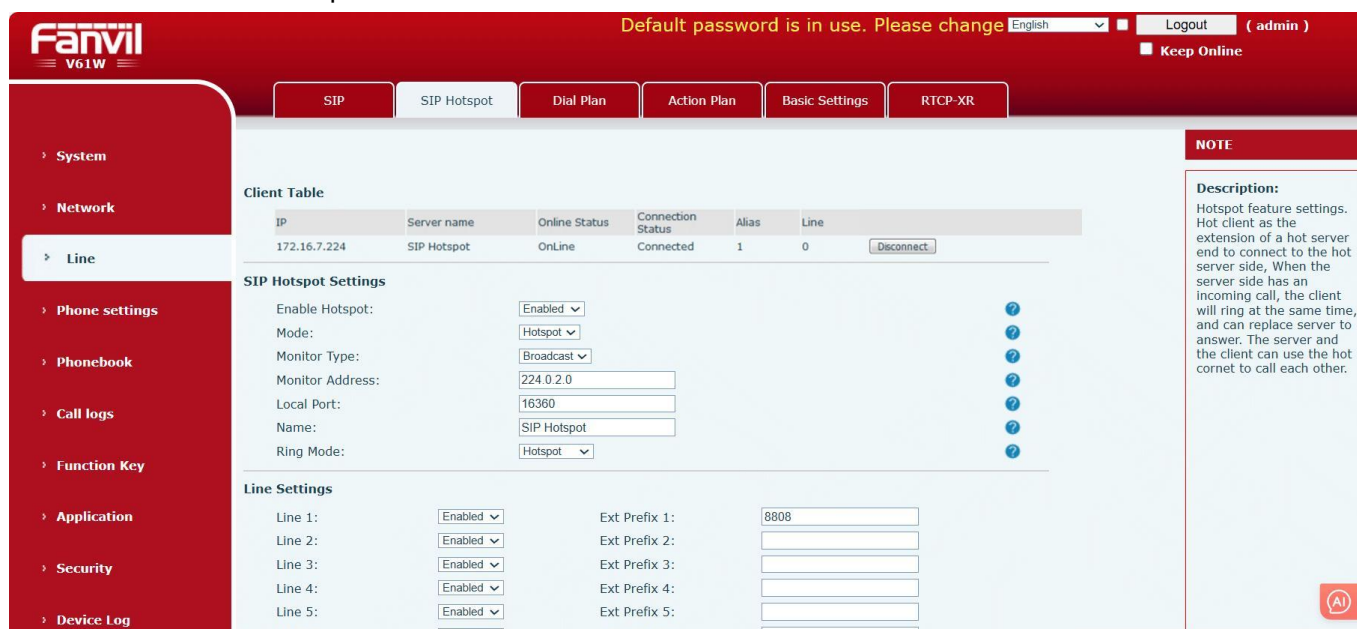 Default password is in use. Please change English Logout ( admin )
Fanvil
V61W
Keep Online
SIP SIP Hotspot Dial Plan Action Plan Basic Settings RTCP-XR
› System
› Network
› Line
› Phone settings
› Phonebook
› Call logs
› Function Key
› Application
› Security
› Device Log
Client Table
IP Server name Online Status Connection Status Alias Line
172.16.7.224 SIP Hotspot OnLine Connected 1 0 Disconnect
SIP Hotspot Settings
Enable Hotspot: Enabled
Mode: Hotspot
Monitor Type: Broadcast
Monitor Address: 224.0.2.0
Local Port: 16360
Name: SIP Hotspot
Ring Mode: Hotspot
Line Settings
Line 1: Enabled Ext Prefix 1: 8808
Line 2: Enabled Ext Prefix 2:
Line 3: Enabled Ext Prefix 3:
Line 4: Enabled Ext Prefix 4:
Line 5: Enabled Ext Prefix 5:
NOTE
Description:
Hotspot feature settings.
Hot client as the
extension of a hot server
end to connect to the hot
server side, When the
server side has an
incoming call, the client
will ring at the same time,
and can replace server to
answer. The server and
the client can use the hot
cornet to call each other.
AI